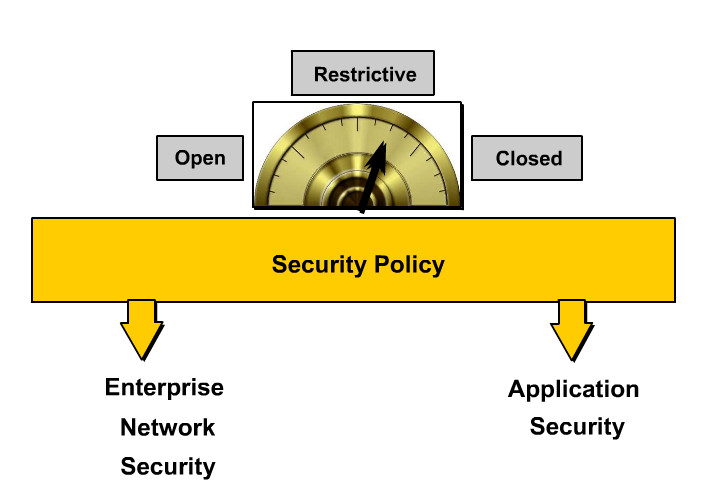 Restrictive
Open
Closed
Security Policy
Enterprise
Network
Security
Application
Security